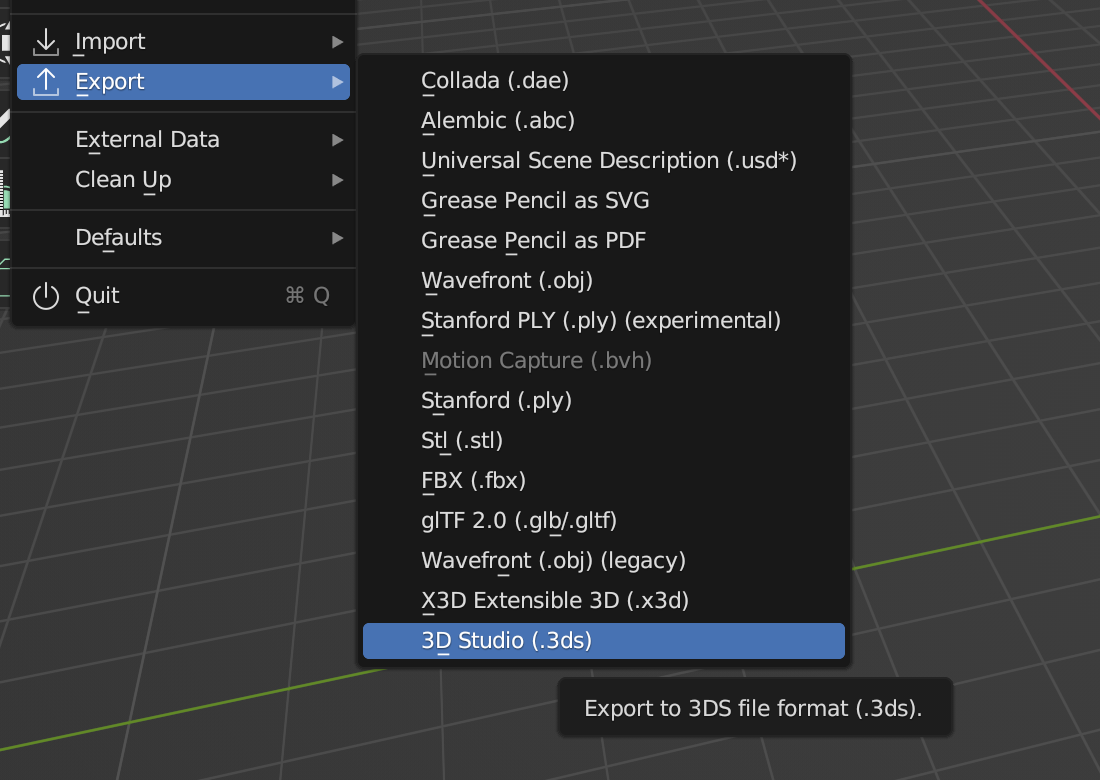 Import
Export
External Data
Clean Up
Defaults
Quit ⌘ Q
Collada (.dae)
Alembic (.abc)
Universal Scene Description (.usd*)
Grease Pencil as SVG
Grease Pencil as PDF
Wavefront (.obj)
Stanford PLY (.ply) (experimental)
Motion Capture (.bvh)
Stanford (.ply)
Stl (.stl)
FBX (.fbx)
glTF 2.0 (.glb/.gltf)
Wavefront (.obj) (legacy)
X3D Extensible 3D (.x3d)
3D Studio (.3ds)
Export to 3DS file format (.3ds).